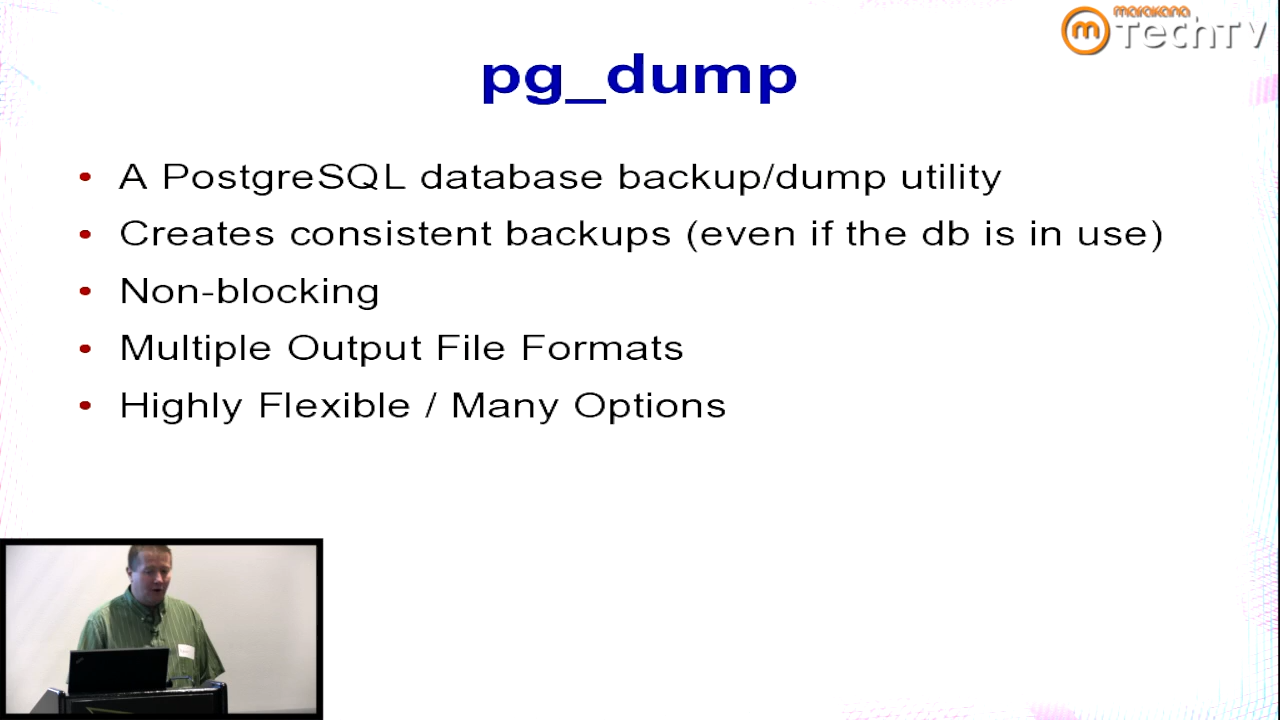 marakana
TechTV
pg_dump
• A PostgreSQL database backup/dump utility
• Creates consistent backups (even if the db is in use)
• Non-blocking
• Multiple Output File Formats
• Highly Flexible / Many Options